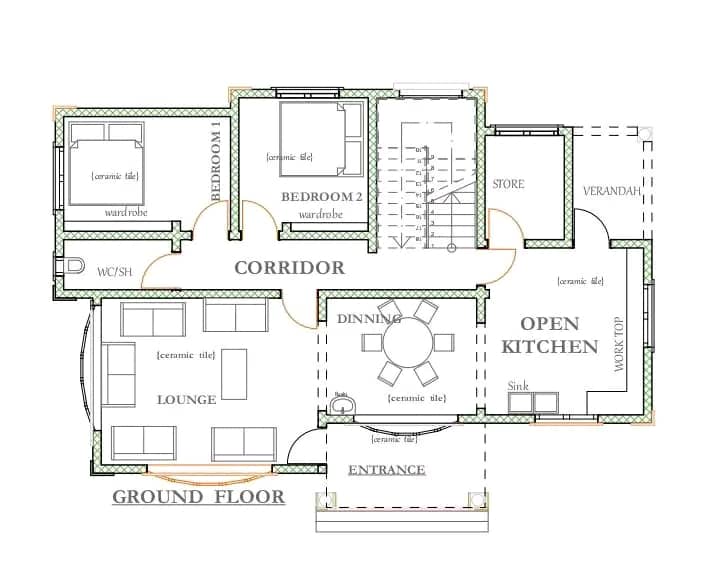 BEDROOM 1
{ceramic tile}
wardrobe
{ceramic tile}
BEDROOM 2
wardrobe
STORE
VERANDAH
WC/SH
CORRIDOR
{ceramic tile}
DINNING
OPEN
KITCHEN
WORK TOP
{ceramic tile}
LOUNGE
{ceramic tile}
Sink
{ceramic tile}
ENTRANCE
GROUND FLOOR